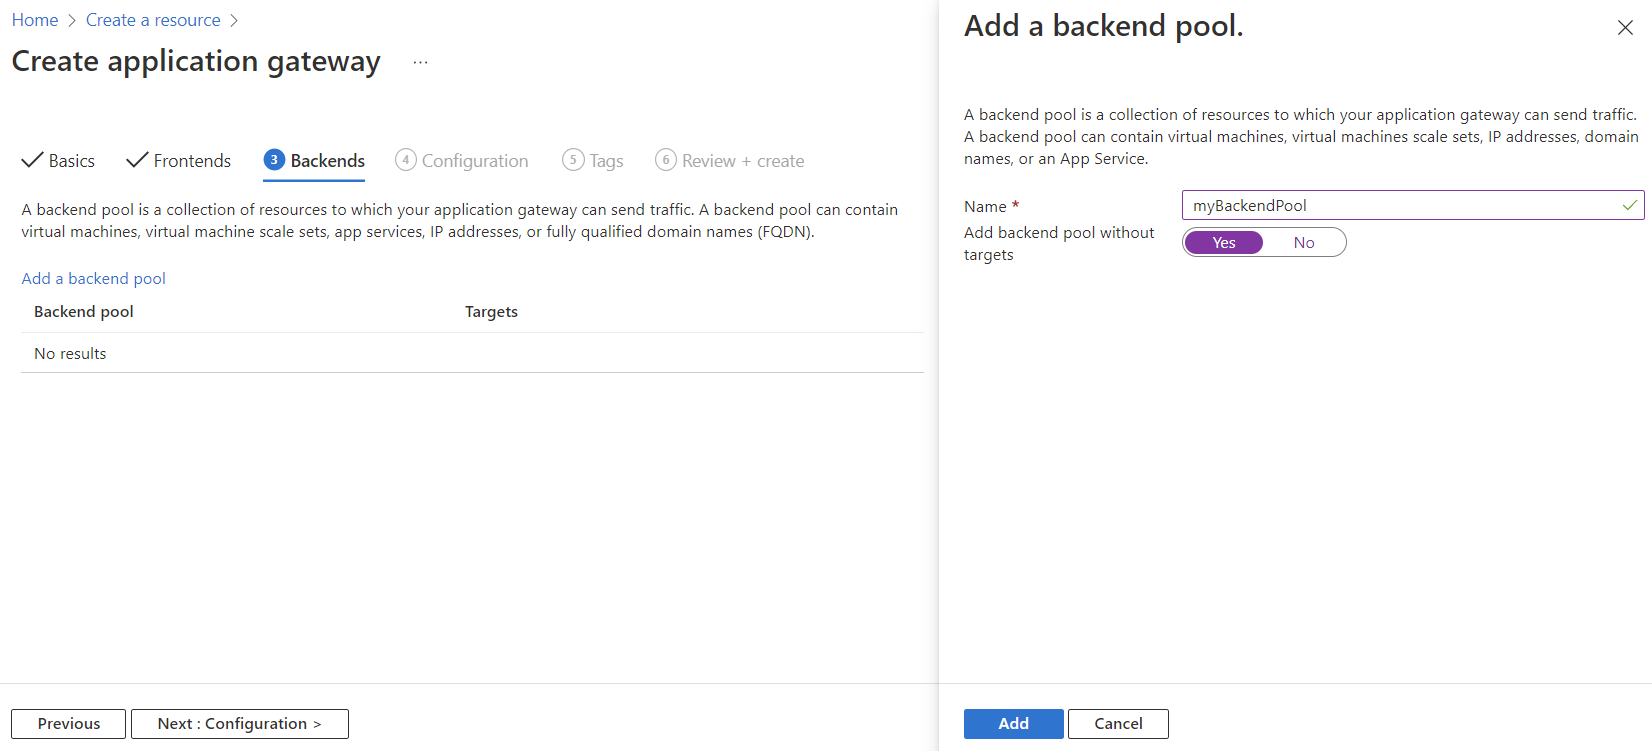 Home > Create a resource >
Create application gateway ...
Basics Frontends 3 Backends 4 Configuration 5 Tags 6 Review + create
A backend pool is a collection of resources to which your application gateway can send traffic. A backend pool can contain
virtual machines, virtual machine scale sets, app services, IP addresses, or fully qualified domain names (FQDN).
Add a backend pool
Backend pool Targets
No results
Previous Next : Configuration >
Add a backend pool.
A backend pool is a collection of resources to which your application gateway can send traffic.
A backend pool can contain virtual machines, virtual machines scale sets, IP addresses, domain
names, or an App Service.
Name * myBackendPool
Add backend pool without
targets
Yes No
Add Cancel